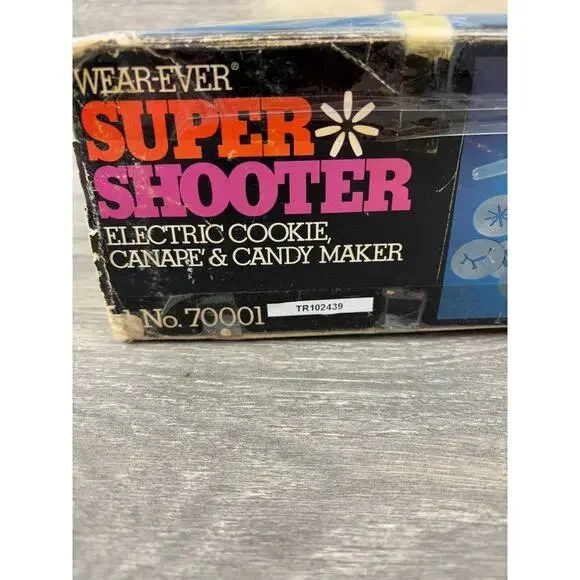 WEAR-EVER®
SUPER
SHOOTER
ELECTRIC COOKIE,
CANAPE' & CANDY MAKER
No. 70001 TR102439